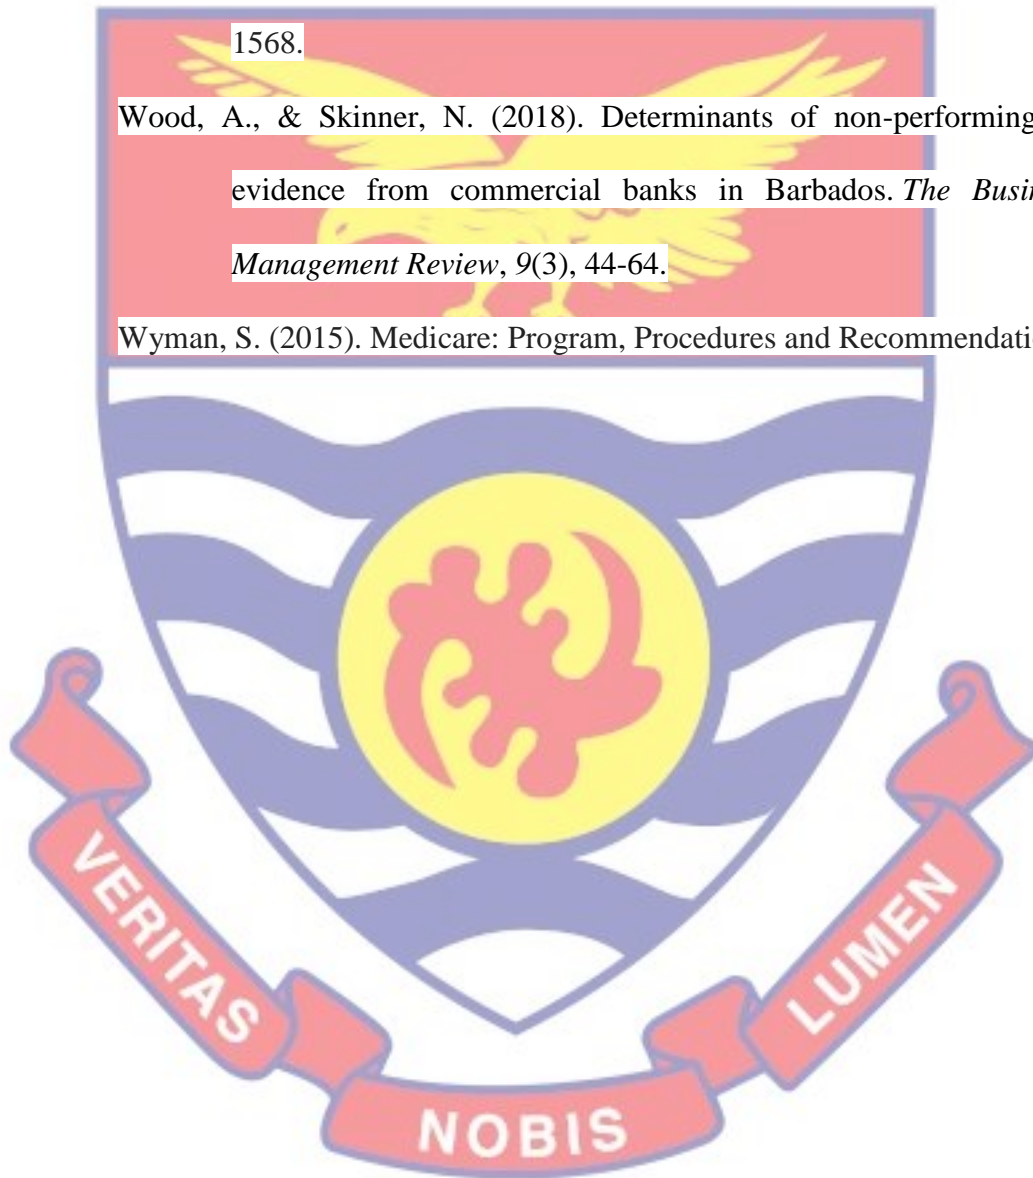 1568.
Wood, A., & Skinner, N. (2018). Determinants of non-performing
evidence from commercial banks in Barbados. The Busi
Management Review, 9(3), 44-64.
Wyman, S. (2015). Medicare: Program, Procedures and Recommendati
VERITAS
NOBIS
LUMEN